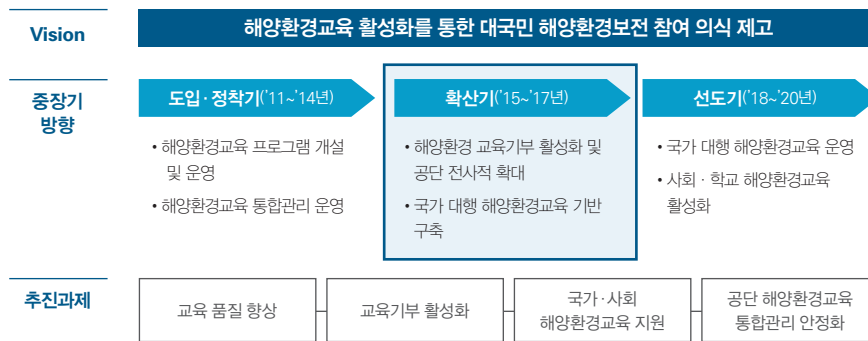 Vision
해양환경교육 활성화를 통한 대국민 해양환경보전 참여 의식 제고
중장기
방향
도입·정착기('11~'14년)
확산기('15~'17년)
선도기('18~'20년)
• 해양환경교육 프로그램 개설
및 운영
• 해양환경교육 통합관리 운영
• 해양환경 교육기부 활성화 및
공단 전사적 확대
• 국가 대행 해양환경교육 기반
구축
• 국가 대행 해양환경교육 운영
• 사회·학교 해양환경교육
활성화
추진과제
교육 품질 향상
교육기부 활성화
국가·사회
해양환경교육 지원
공단 해양환경교육
통합관리 안정화